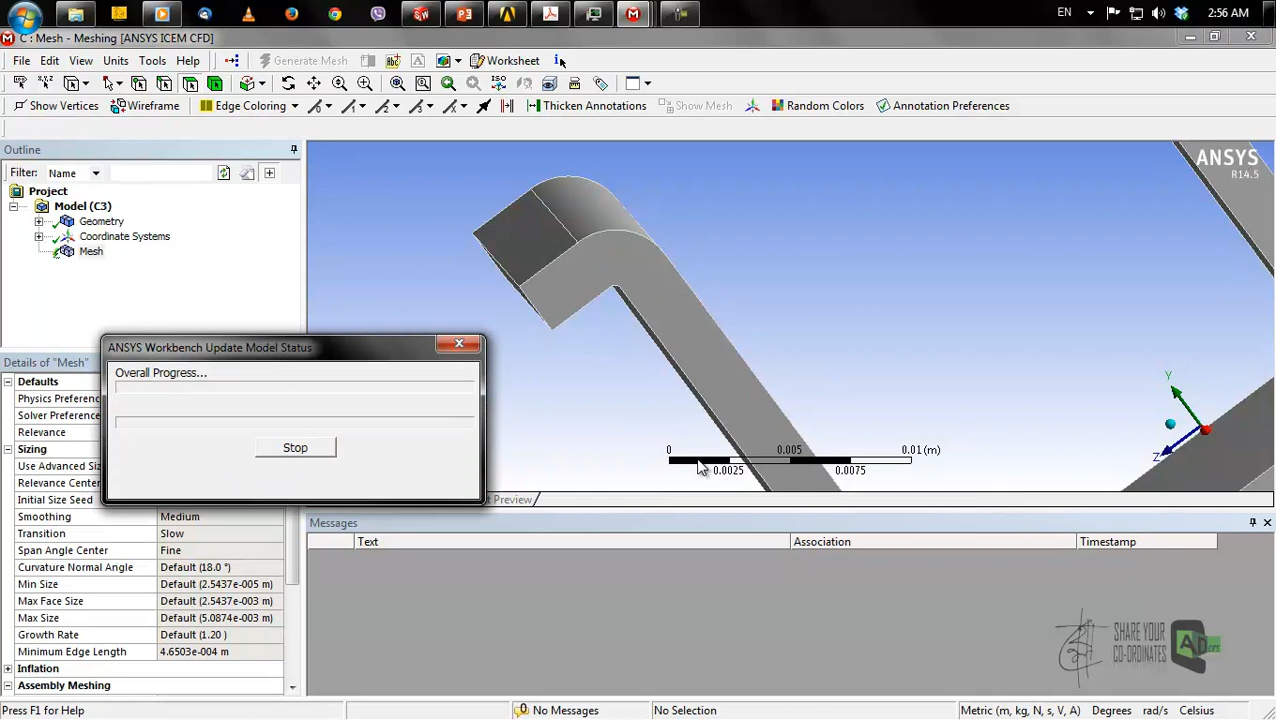 EN
2:56 AM
C : Mesh - Meshing [ANSYS ICEM CFD]
File Edit View Units Tools Help Generate Mesh Worksheet
Show Vertices Wireframe Edge Coloring Thicken Annotations Show Mesh Random Colors Annotation Preferences
Outline
Filter: Name
Project
Model (C3)
Geometry
Coordinate Systems
Mesh
ANSYS
R14.5
ANSYS Workbench Update Model Status
Overall Progress...
Stop
Details of "Mesh"
Defaults
Physics Preferenc
Solver Preference
Relevance
Sizing
Use Advanced Siz
Relevance Center
Initial Size Seed
Smoothing Medium
Transition Slow
Span Angle Center Fine
Curvature Normal Angle Default (18.0 °)
Min Size Default (2.5437e-005 m)
Max Face Size Default (2.5437e-003 m)
Max Size Default (5.0874e-003 m)
Growth Rate Default (1.20 )
Minimum Edge Length 4.6503e-004 m
Inflation
Assembly Meshing
0 0.005 0.01 (m)
0.0025 0.0075
Y
Z
t Preview
Messages
Text Association Timestamp
SHARE YOUR
CO-ORDINATES
Press F1 for Help
No Messages
No Selection
Metric (m, kg, N, s, V, A) Degrees rad/s Celsius